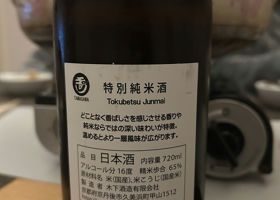 玉川
TAMAGAWA
特別純米酒
Tokubetsu Junmai
どことなく香ばしさを感じさせる香りや
純米ならではの深い味わいが特徴。
温めるとより一層風味が広がります。
品目 日本酒 内容量 720ml
アルコール分 16度 精米歩合 65%
原材料名 米(国産)、米こうじ(国産米)
製造者 木下酒造有限会社
京都府京丹後市久美浜町甲山1512